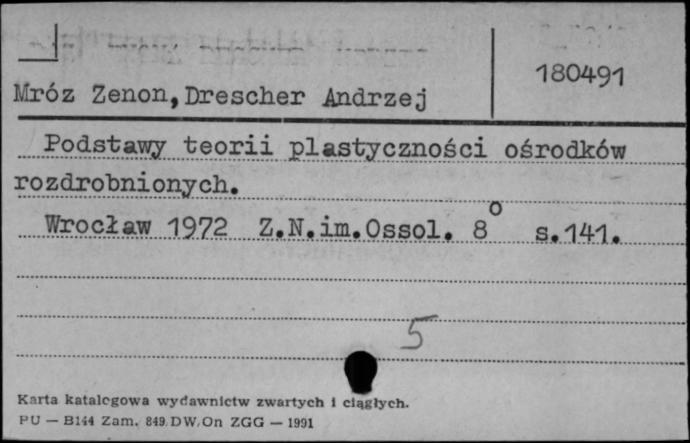 180491
Mróz Zenon, Drescher Andrzej
Podstawy teorii plastyczności ośrodków
rozdrobnionych.
Wrocław 1972 Z.N.im.Ossol. 8° s.141.
5
Karta katalogowa wydawnictw zwartych i ciągłych.
PU — B144 Zam. 849 DW.On ZGG — 1991